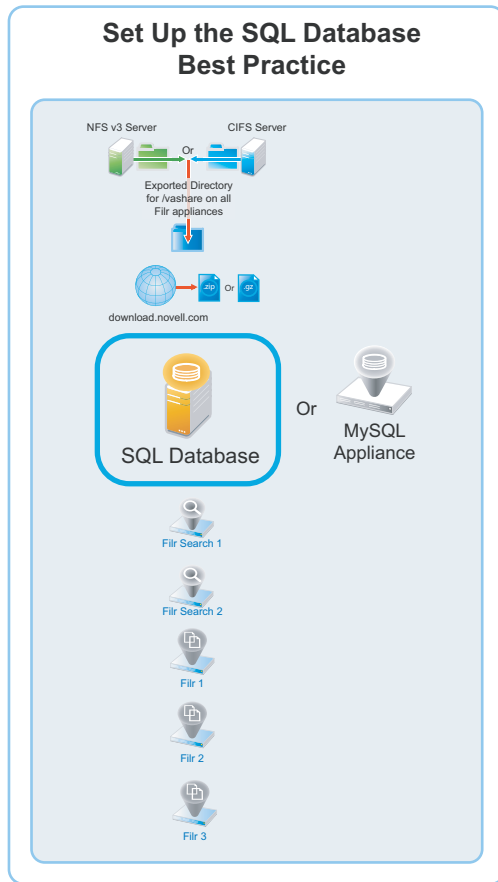 Set Up the SQL Database
Best Practice
NFS v3 Server
CIFS Server
Or
Exported Directory
for /vashare on all
Filr appliances
.zip
Or
.gz
download.novell.com
SQL Database
Or
MySQL
Appliance
Filr Search 1
Filr Search 2
Filr 1
Filr 2
Filr 3